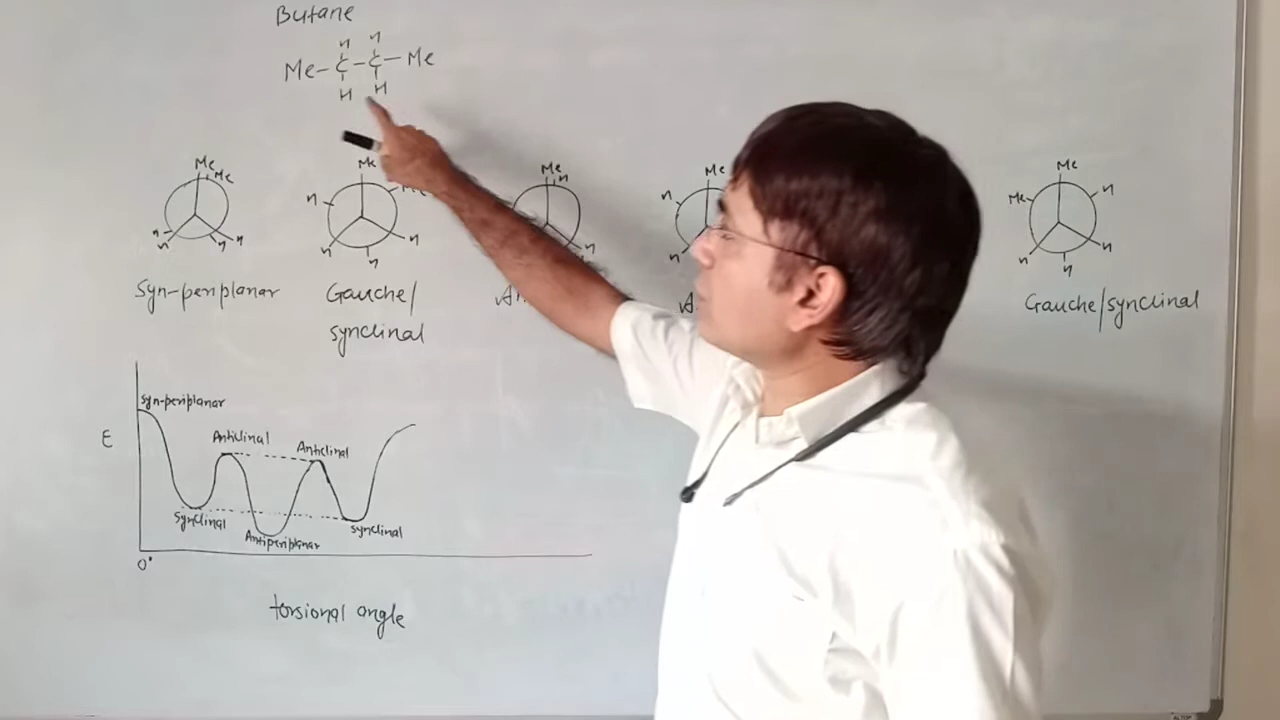 Butane
H H
Me-C-C-Me
H H
Me Me
H H H H
Me
H H
H
Me H
H
H Me
H
Me
Me H
H H
H
Syn-periplanar
Gauche/
synclinal
Gauche/synclinal
syn-periplanar
E
Anticlinal
Anticlinal
Synclinal
synclinal
Antiperiplanar
0°
torsional angle